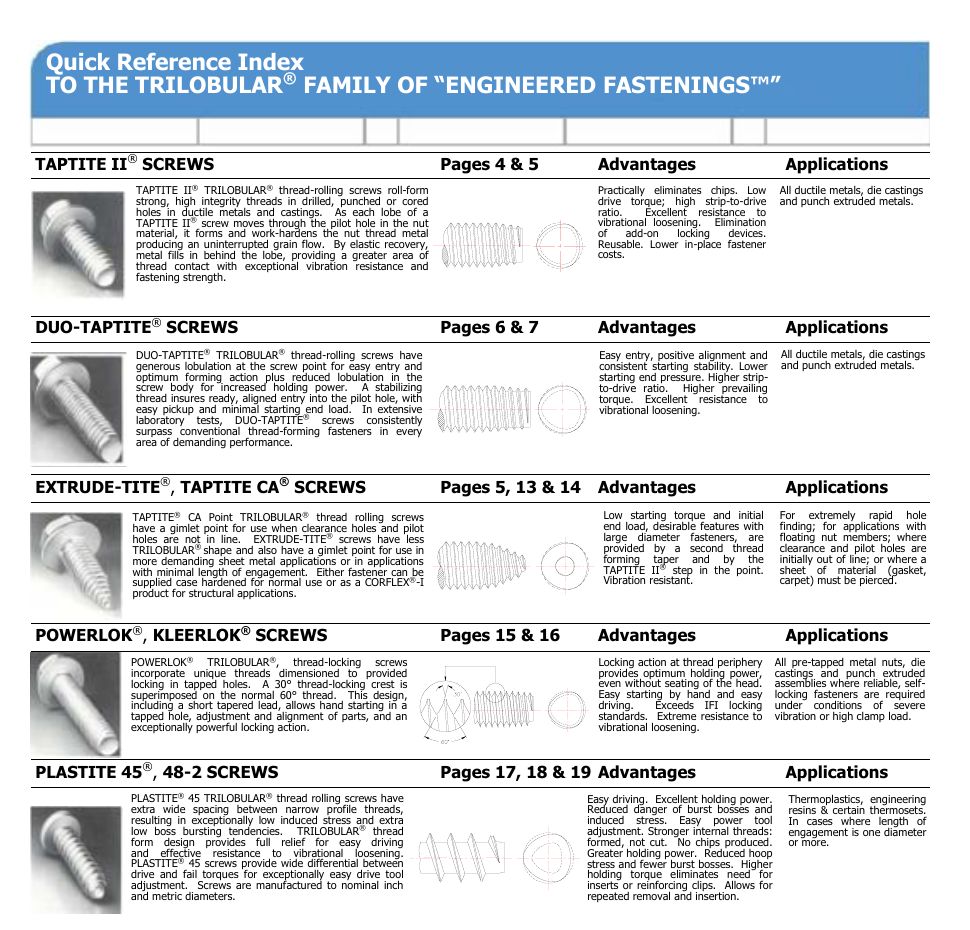 Quick Reference Index
TO THE TRILOBULAR® FAMILY OF “ENGINEERED FASTENINGS™”
TAPTITE II® SCREWS
Pages 4 & 5
Advantages
Applications
TAPTITE II® TRILOBULAR® thread-rolling screws roll-form
strong, high integrity threads in drilled, punched or cored
holes in ductile metals and castings. As each lobe of a
TAPTITE II® screw moves through the pilot hole in the nut
material, it forms and work-hardens the nut thread metal
producing an uninterrupted grain flow. By elastic recovery,
metal fills in behind the lobe, providing a greater area of
thread contact with exceptional vibration resistance and
fastening strength.
Practically eliminates chips. Low
drive torque; high strip-to-drive
ratio. Excellent resistance to
vibrational loosening. Elimination
of add-on locking devices.
Reusable. Lower in-place fastener
costs.
All ductile metals, die castings
and punch extruded metals.
DUO-TAPTITE® SCREWS
Pages 6 & 7
Advantages
Applications
DUO-TAPTITE® TRILOBULAR® thread-rolling screws have
generous lobulation at the screw point for easy entry and
optimum forming action plus reduced lobulation in the
screw body for increased holding power. A stabilizing
thread insures ready, aligned entry into the pilot hole, with
easy pickup and minimal starting end load. In extensive
laboratory tests, DUO-TAPTITE® screws consistently
surpass conventional thread-forming fasteners in every
area of demanding performance.
Easy entry, positive alignment and
consistent starting stability. Lower
starting end pressure. Higher strip-
to-drive ratio. Higher prevailing
torque. Excellent resistance to
vibrational loosening.
All ductile metals, die castings
and punch extruded metals.
EXTRUDE-TITE®, TAPTITE CA® SCREWS
Pages 5, 13 & 14
Advantages
Applications
TAPTITE® CA Point TRILOBULAR® thread rolling screws
have a gimlet point for use when clearance holes and pilot
holes are not in line. EXTRUDE-TITE® screws have less
TRILOBULAR® shape and also have a gimlet point for use in
more demanding sheet metal applications or in applications
with minimal length of engagement. Either fastener can be
supplied case hardened for normal use or as a CORFLEX®-I
product for structural applications.
Low starting torque and initial
end load, desirable features with
large diameter fasteners, are
provided by a second thread
forming taper and by the
TAPTITE II® step in the point.
Vibration resistant.
For extremely rapid hole
finding; for applications with
floating nut members; where
clearance and pilot holes are
initially out of line; or where a
sheet of material (gasket,
carpet) must be pierced.
POWERLOK®, KLEERLOK® SCREWS
Pages 15 & 16
Advantages
Applications
POWERLOK® TRILOBULAR®, thread-locking screws
incorporate unique threads dimensioned to provided
locking in tapped holes. A 30° thread-locking crest is
superimposed on the normal 60° thread. This design,
including a short tapered lead, allows hand starting in a
tapped hole, adjustment and alignment of parts, and an
exceptionally powerful locking action.
60°
Locking action at thread periphery
provides optimum holding power,
even without seating of the head.
Easy starting by hand and easy
driving. Exceeds IFI locking
standards. Extreme resistance to
vibrational loosening.
All pre-tapped metal nuts, die
castings and punch extruded
assemblies where reliable, self-
locking fasteners are required
under conditions of severe
vibration or high clamp load.
PLASTITE 45®, 48-2 SCREWS
Pages 17, 18 & 19
Advantages
Applications
PLASTITE® 45 TRILOBULAR® thread rolling screws have
extra wide spacing between narrow profile threads,
resulting in exceptionally low induced stress and extra
low boss bursting tendencies. TRILOBULAR® thread
form design provides full relief for easy driving
and effective resistance to vibrational loosening.
PLASTITE® 45 screws provide wide differential between
drive and fail torques for exceptionally easy drive tool
adjustment. Screws are manufactured to nominal inch
and metric diameters.
Easy driving. Excellent holding power.
Reduced danger of burst bosses and
induced stress. Easy power tool
adjustment. Stronger internal threads:
formed, not cut. No chips produced.
Greater holding power. Reduced hoop
stress and fewer burst bosses. Higher
holding torque eliminates need for
inserts or reinforcing clips. Allows for
repeated removal and insertion.
Thermoplastics, engineering
resins & certain thermosets.
In cases where length of
engagement is one diameter
or more.